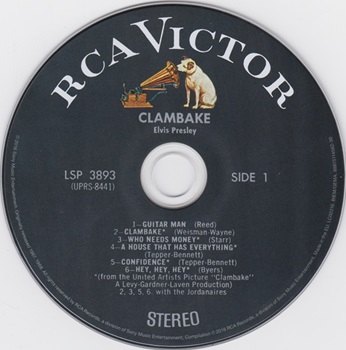 RCA VICTOR
CLAMBAKE
Elvis Presley
LSP 3893
(UPRS-8441)
SIDE 1
1—GUITAR MAN (Reed)
2—CLAMBAKE* (Weisman-Wayne)
3—WHO NEEDS MONEY* (Starr)
4—A HOUSE THAT HAS EVERYTHING*
(Tepper-Bennett)
5—CONFIDENCE* (Tepper-Bennett)
6—HEY, HEY, HEY* (Byers)
*(from the United Artists Picture "Clambake"
A Levy-Gardner-Laven Production)
2, 3, 5, 6. with the Jordanaires
STEREO